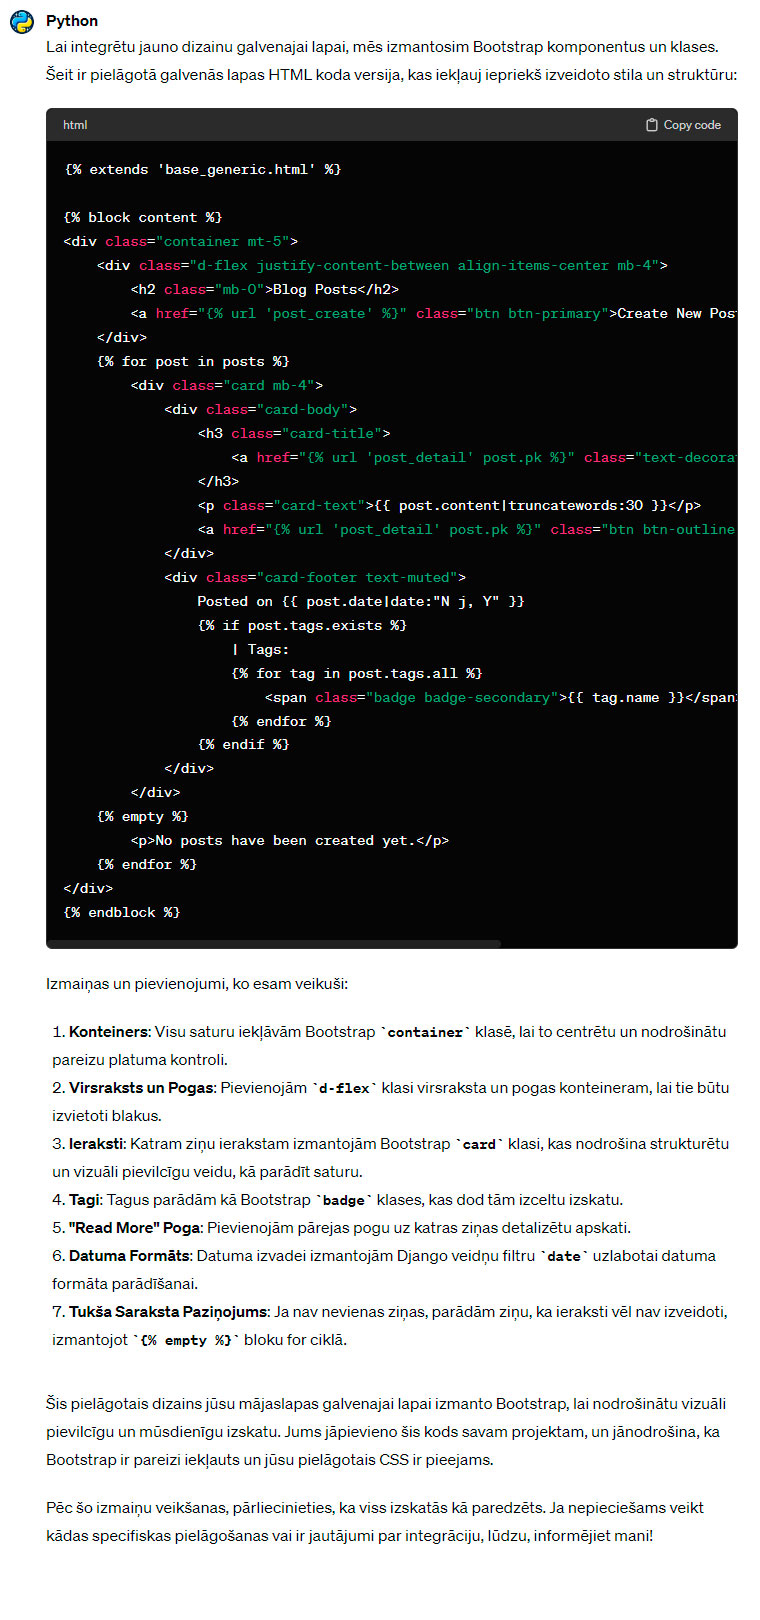 Python
Lai integrētu jauno dizainu galvenajai lapai, mēs izmantosim Bootstrap komponentus un klases.
Šeit ir pielāgotā galvenās lapas HTML koda versija, kas iekļauj iepriekš izveidoto stila un struktūru:
html Copy code
{% extends 'base_generic.html' %}
{% block content %}
<div class="container mt-5">
<div class="d-flex justify-content-between align-items-center mb-4">
<h2 class="mb-0">Blog Posts</h2>
<a href="{% url 'post_create' %}" class="btn btn-primary">Create New Pos
</div>
{% for post in posts %}
<div class="card mb-4">
<div class="card-body">
<h3 class="card-title">
<a href="{% url 'post_detail' post.pk %}" class="text-decora
</h3>
<p class="card-text">{{ post.content|truncatewords:30 }}</p>
<a href="{% url 'post_detail' post.pk %}" class="btn btn-outline
</div>
<div class="card-footer text-muted">
Posted on {{ post.date|date:"N j, Y" }}
{% if post.tags.exists %}
| Tags:
{% for tag in post.tags.all %}
<span class="badge badge-secondary">{{ tag.name }}</span>
{% endfor %}
{% endif %}
</div>
</div>
{% empty %}
<p>No posts have been created yet.</p>
{% endfor %}
</div>
{% endblock %}
Izmaiņas un pievienojumi, ko esam veikuši:
1. Konteiners: Visu saturu iekļāvām Bootstrap `container` klasē, lai to centrētu un nodrošinātu
pareizu platuma kontroli.
2. Virsraksts un Pogas: Pievienojām `d-flex` klasi virsraksta un pogas konteineram, lai tie būtu
izvietoti blakus.
3. Ieraksti: Katram ziņu ierakstam izmantojām Bootstrap `card` klasi, kas nodrošina strukturētu
un vizuāli pievilcīgu veidu, kā parādīt saturu.
4. Tagi: Tagus parādām kā Bootstrap `badge` klases, kas dod tām izceltu izskatu.
5. "Read More" Poga: Pievienojām pārejas pogu uz katras ziņas detalizētu apskati.
6. Datuma Formāts: Datuma izvadei izmantojām Django veidņu filtru `date` uzlabotai datuma
formāta parādīšanai.
7. Tukša Saraksta Paziņojums: Ja nav nevienas ziņas, parādām ziņu, ka ieraksti vēl nav izveidoti,
izmantojot `{% empty %}` bloku for ciklā.
Šis pielāgotais dizains jūsu mājaslapas galvenajai lapai izmanto Bootstrap, lai nodrošinātu vizuāli
pievilcīgu un mūsdienīgu izskatu. Jums jāpievieno šis kods savam projektam, un jānodrošina, ka
Bootstrap ir pareizi iekļauts un jūsu pielāgotais CSS ir pieejams.
Pēc šo izmaiņu veikšanas, pārliecinieties, ka viss izskatās kā paredzēts. Ja nepieciešams veikt
kādas specifiskas pielāgošanas vai ir jautājumi par integrāciju, lūdzu, informējiet mani!